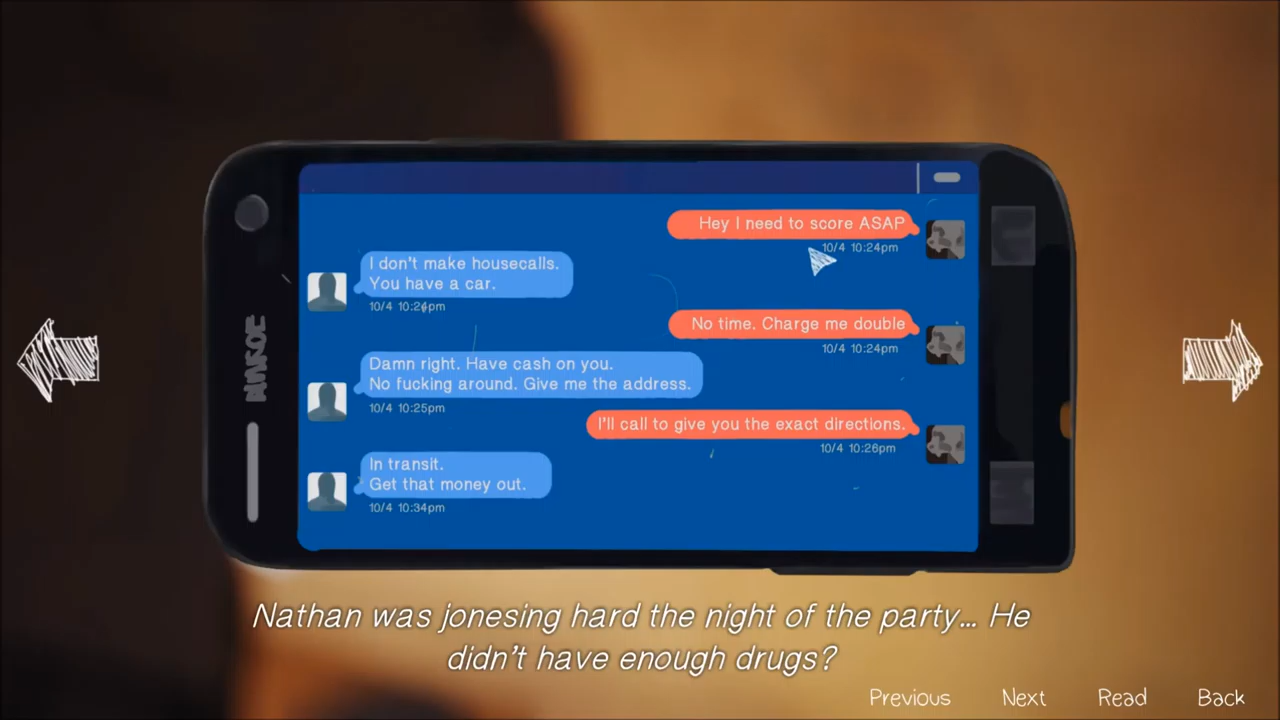 Hey I need to score ASAP
10/4 10:24pm
I don't make housecalls.
You have a car.
10/4 10:24pm
No time. Charge me double
10/4 10:24pm
Damn right. Have cash on you.
No fucking around. Give me the address.
10/4 10:25pm
I'll call to give you the exact directions.
10/4 10:26pm
In transit.
Get that money out.
10/4 10:34pm
Nathan was jonesing hard the night of the party... He
didn't have enough drugs?
Previous Next Read Back